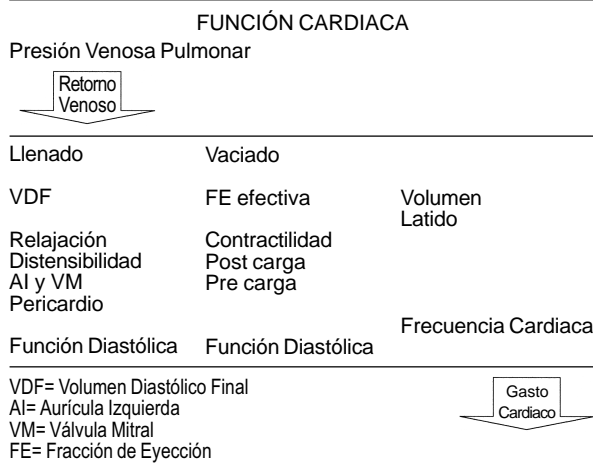 FUNCIÓN CARDIACA
Presión Venosa Pulmonar
Retorno
Venoso
Llenado Vaciado
VDF FE efectiva Volumen
Latido
Relajación Contractilidad
Distensibilidad Post carga
AI y VM Pre carga
Pericardio
Frecuencia Cardiaca
Función Diastólica Función Diastólica
VDF= Volumen Diastólico Final
AI= Aurícula Izquierda
VM= Válvula Mitral
FE= Fracción de Eyección
Gasto
Cardiaco